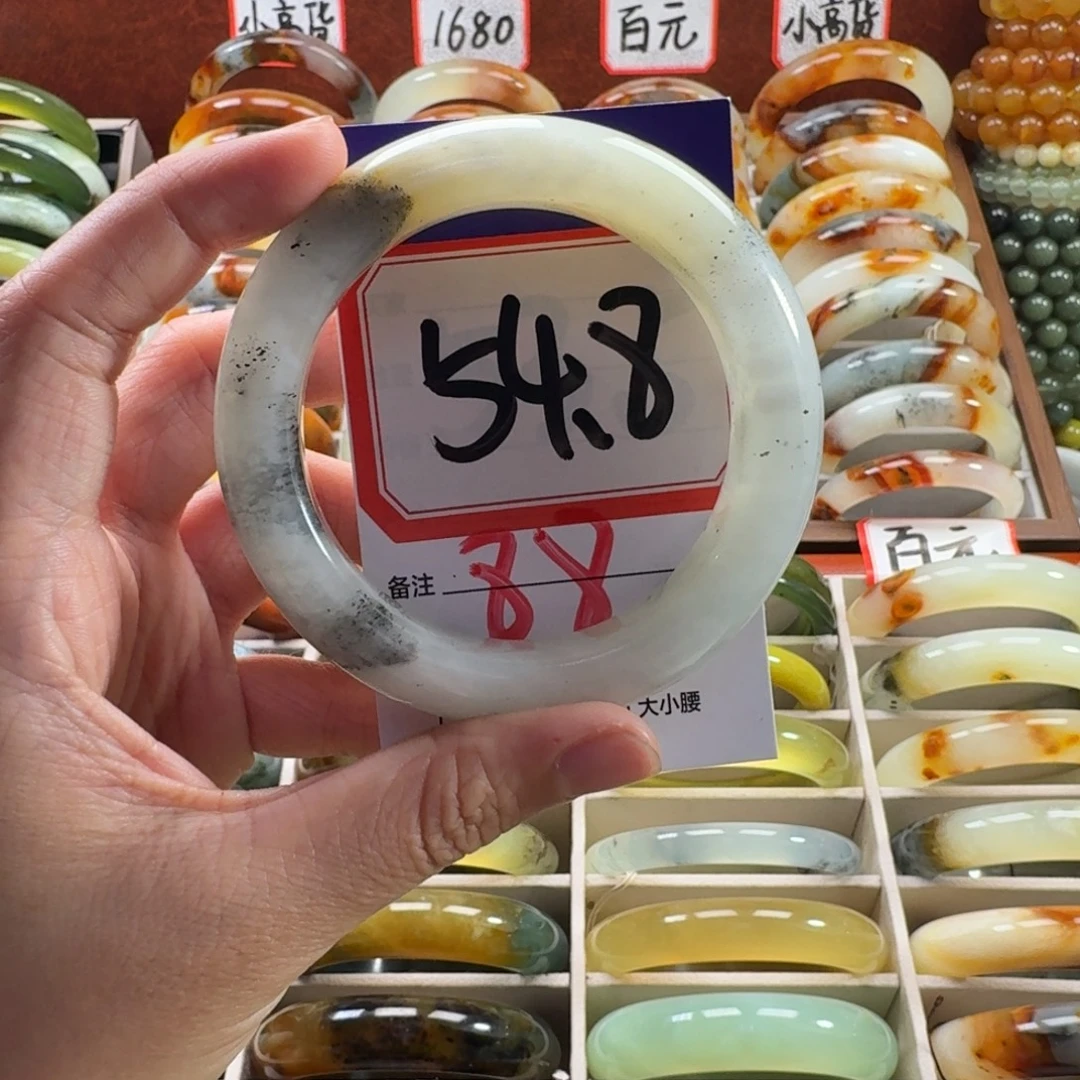 小高货
1680
百元
小高货
54.8
88
备注
大小腰
百元